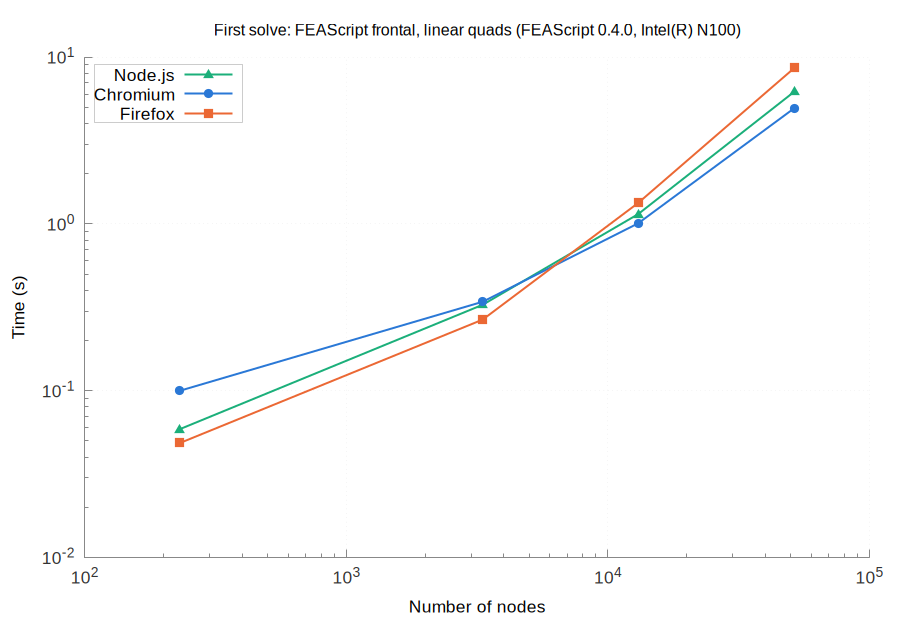 First solve: FEAScript frontal, linear quads (FEAScript 0.4.0, Intel(R) N100)
10^1
Node.js
Chromium
Firefox
10^0
Time (s)
10^-1
10^-2
10^2 10^3 10^4 10^5
Number of nodes